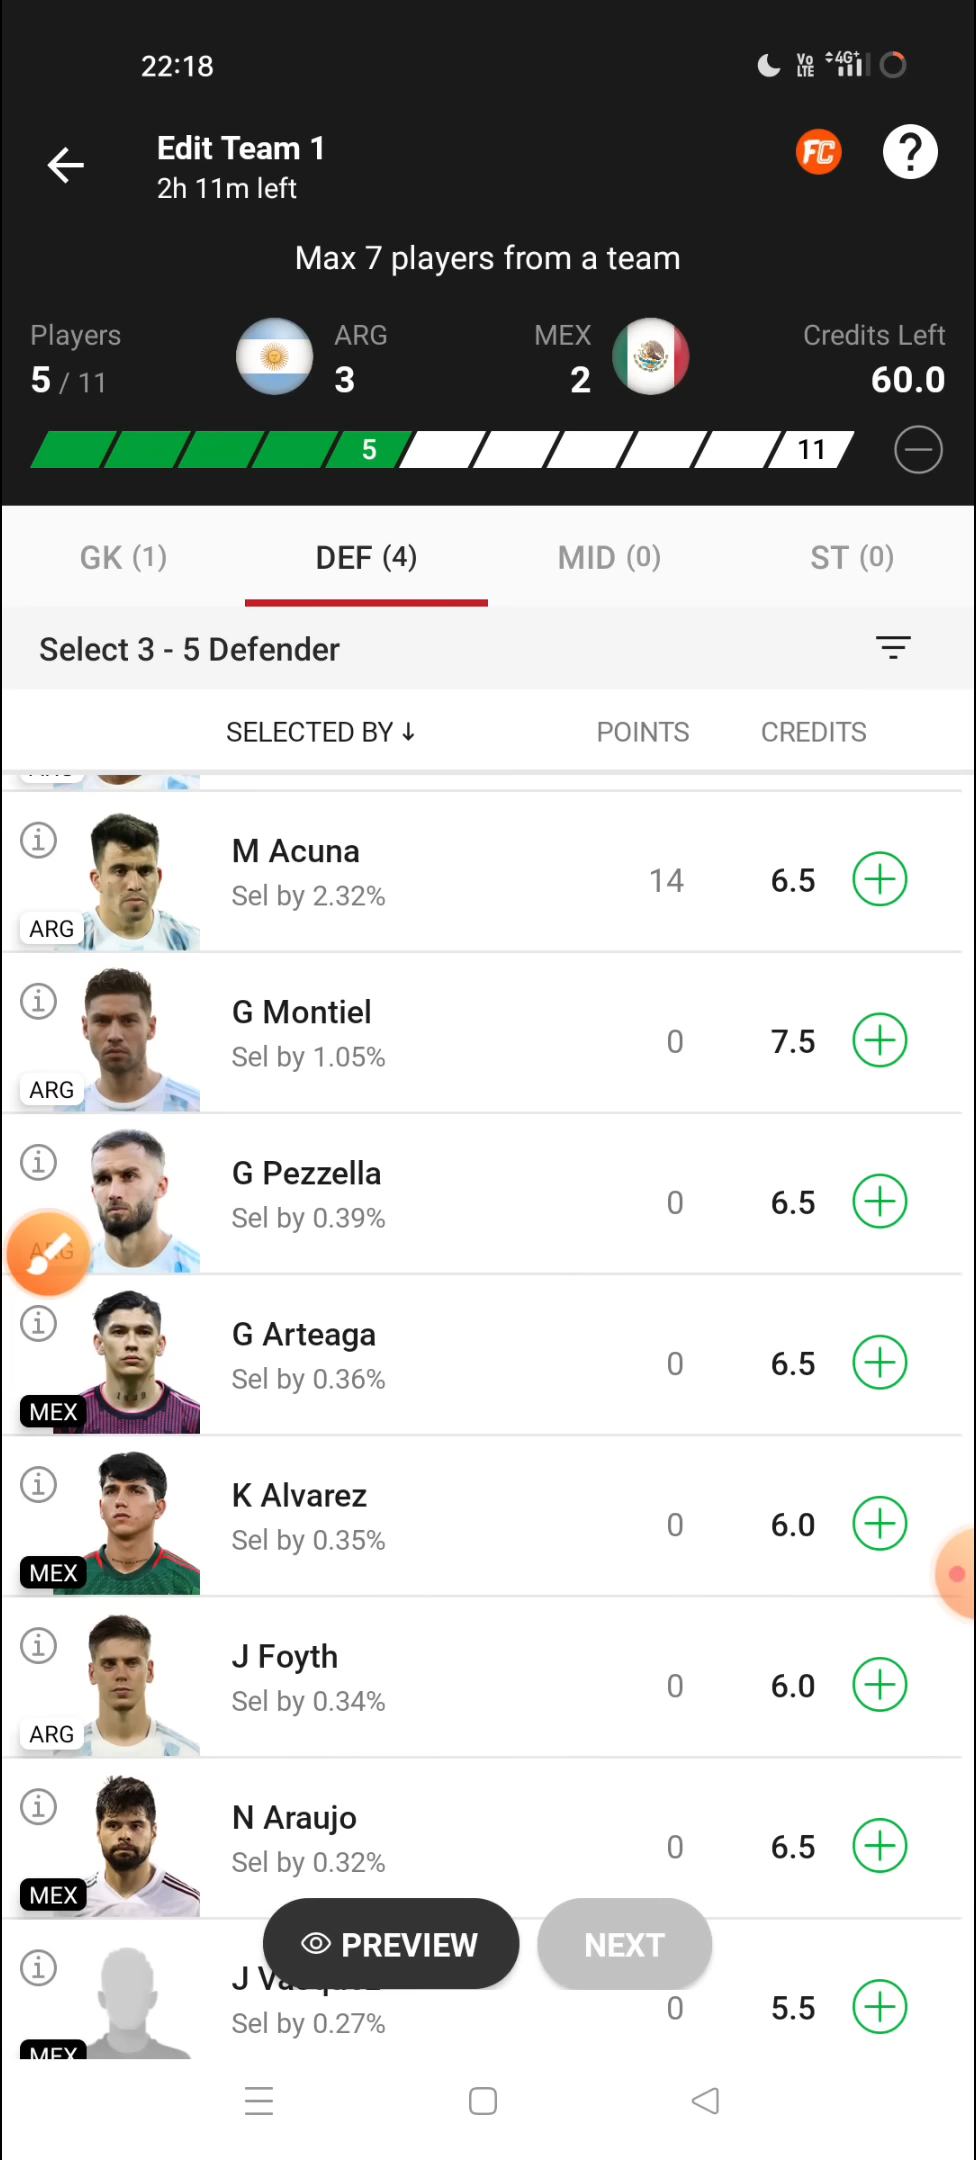 22:18
Vo LTE 4G+
Edit Team 1
2h 11m left
FC
?
Max 7 players from a team
Players
ARG
MEX
Credits Left
5 / 11
3
2
60.0
5
11
GK (1)
DEF (4)
MID (0)
ST (0)
Select 3 - 5 Defender
SELECTED BY ↓
POINTS
CREDITS
M Acuna
Sel by 2.32%
14
6.5
ARG
G Montiel
Sel by 1.05%
0
7.5
ARG
G Pezzella
Sel by 0.39%
0
6.5
ARG
G Arteaga
Sel by 0.36%
0
6.5
MEX
K Alvarez
Sel by 0.35%
0
6.0
MEX
J Foyth
Sel by 0.34%
0
6.0
ARG
N Araujo
Sel by 0.32%
0
6.5
MEX
PREVIEW
NEXT
J
Sel by 0.27%
0
5.5
MEX